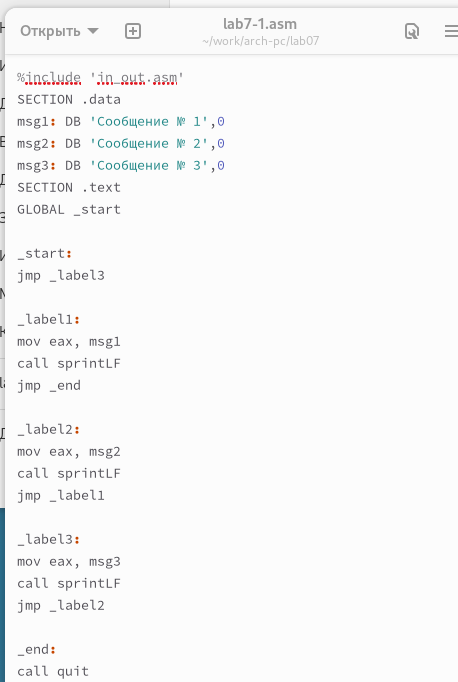 Открыть
lab7-1.asm
~/work/arch-pc/lab07
%include 'in_out.asm'
SECTION .data
msg1: DB 'Сообщение № 1',0
msg2: DB 'Сообщение № 2',0
msg3: DB 'Сообщение № 3',0
SECTION .text
GLOBAL _start
_start:
jmp _label3
_label1:
mov eax, msg1
call sprintLF
jmp _end
_label2:
mov eax, msg2
call sprintLF
jmp _label1
_label3:
mov eax, msg3
call sprintLF
jmp _label2
_end:
call quit